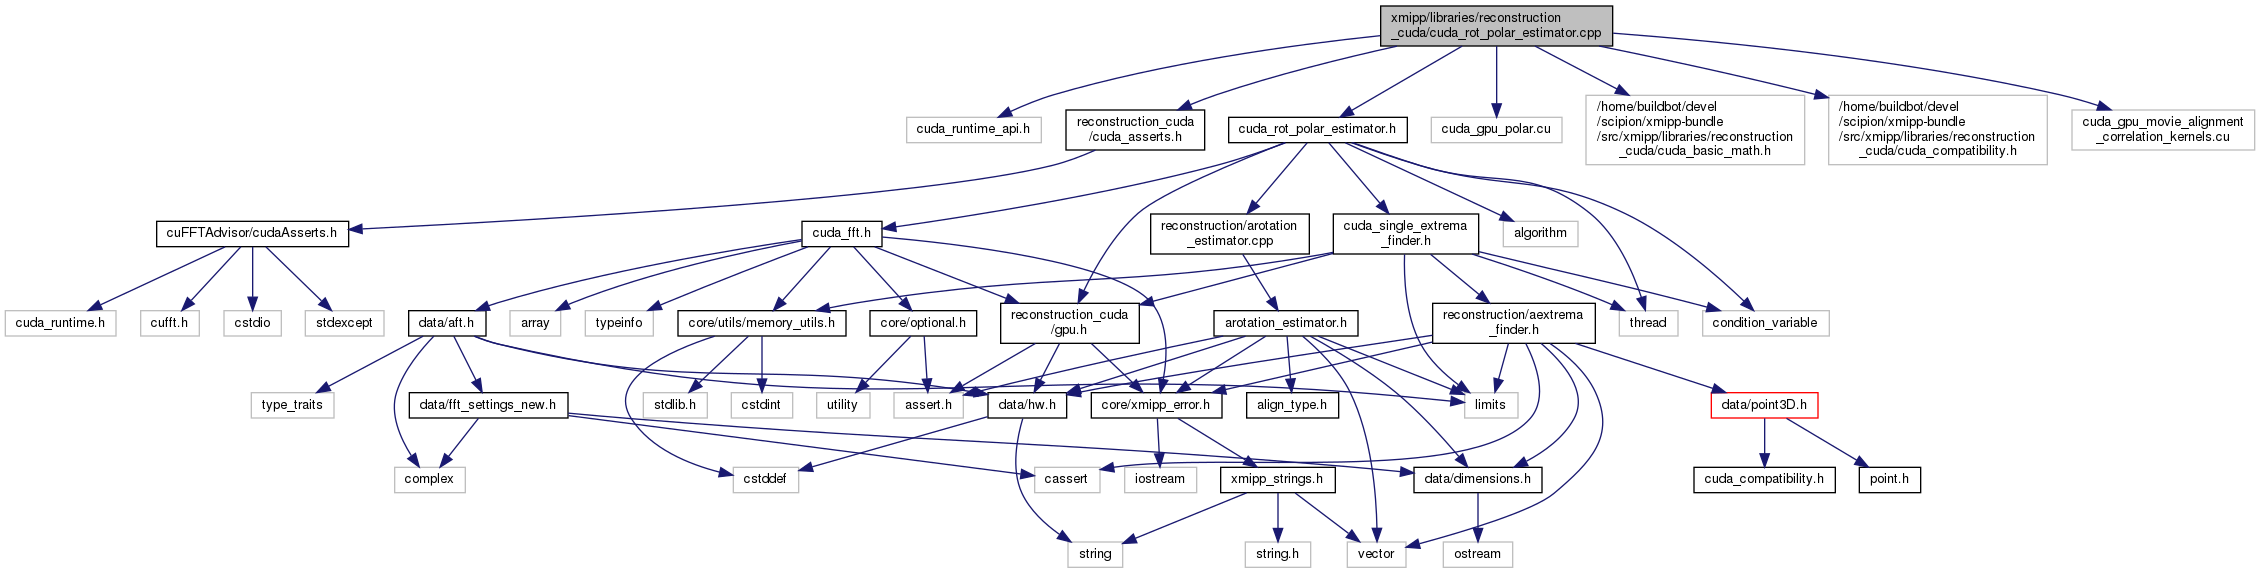 xmipp/libraries/reconstruction
_cuda/cuda_rot_polar_estimator.cpp
cuda_runtime_api.h
reconstruction_cuda
/cuda_asserts.h
cuda_rot_polar_estimator.h
cuda_gpu_polar.cu
/home/buildbot/devel
/scipion/xmipp-bundle
/src/xmipp/libraries/reconstruction
_cuda/cuda_basic_math.h
/home/buildbot/devel
/scipion/xmipp-bundle
/src/xmipp/libraries/reconstruction
_cuda/cuda_compatibility.h
cuda_gpu_movie_alignment
_correlation_kernels.cu
cuFFTAdvisor/cudaAsserts.h
cuda_fft.h
reconstruction/arotation
_estimator.cpp
cuda_single_extrema
_finder.h
algorithm
cuda_runtime.h
cufft.h
cstdio
stdexcept
data/aft.h
array
typeinfo
core/utils/memory_utils.h
core/optional.h
reconstruction_cuda
/gpu.h
arotation_estimator.h
reconstruction/aextrema
_finder.h
thread
condition_variable
type_traits
data/fft_settings_new.h
stdlib.h
cstdint
utility
assert.h
data/hw.h
core/xmipp_error.h
align_type.h
limits
data/point3D.h
complex
cstddef
cassert
iostream
xmipp_strings.h
data/dimensions.h
cuda_compatibility.h
point.h
string
string.h
vector
ostream